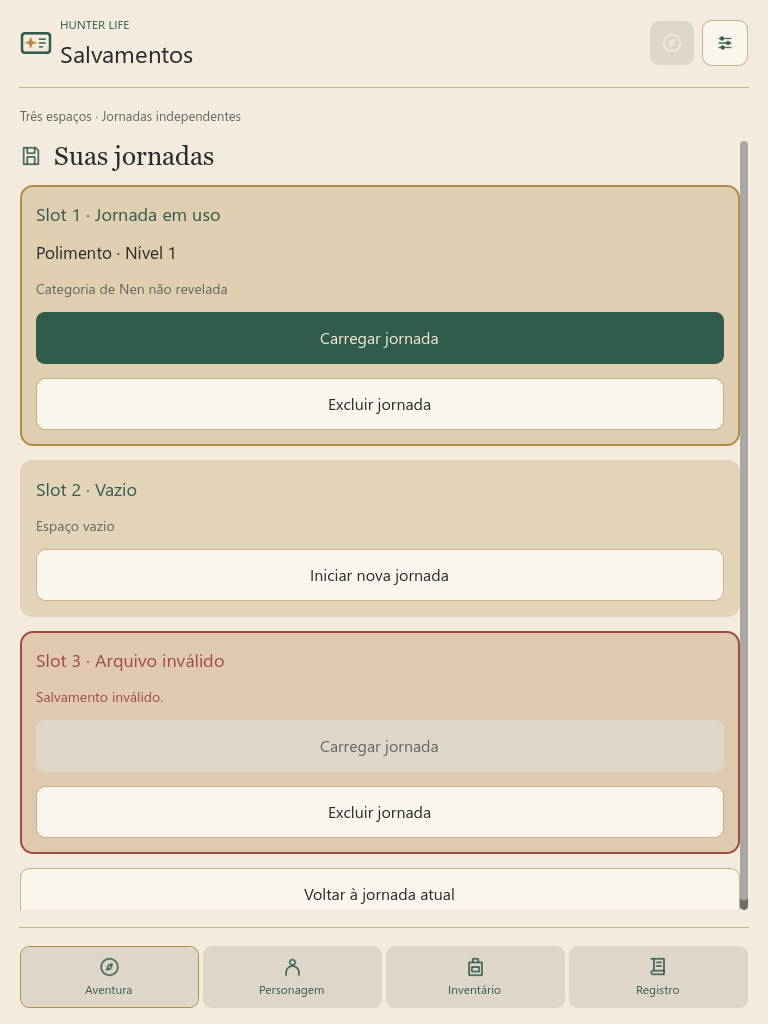 HUNTER LIFE
Salvamentos
Três espaços · Jornadas independentes
Suas jornadas
Slot 1 · Jornada em uso
Polimento · Nível 1
Categoria de Nen não revelada
Carregar jornada
Excluir jornada
Slot 2 · Vazio
Espaço vazio
Iniciar nova jornada
Slot 3 · Arquivo inválido
Salvamento inválido.
Carregar jornada
Excluir jornada
Voltar à jornada atual
Aventura
Personagem
Inventário
Registro